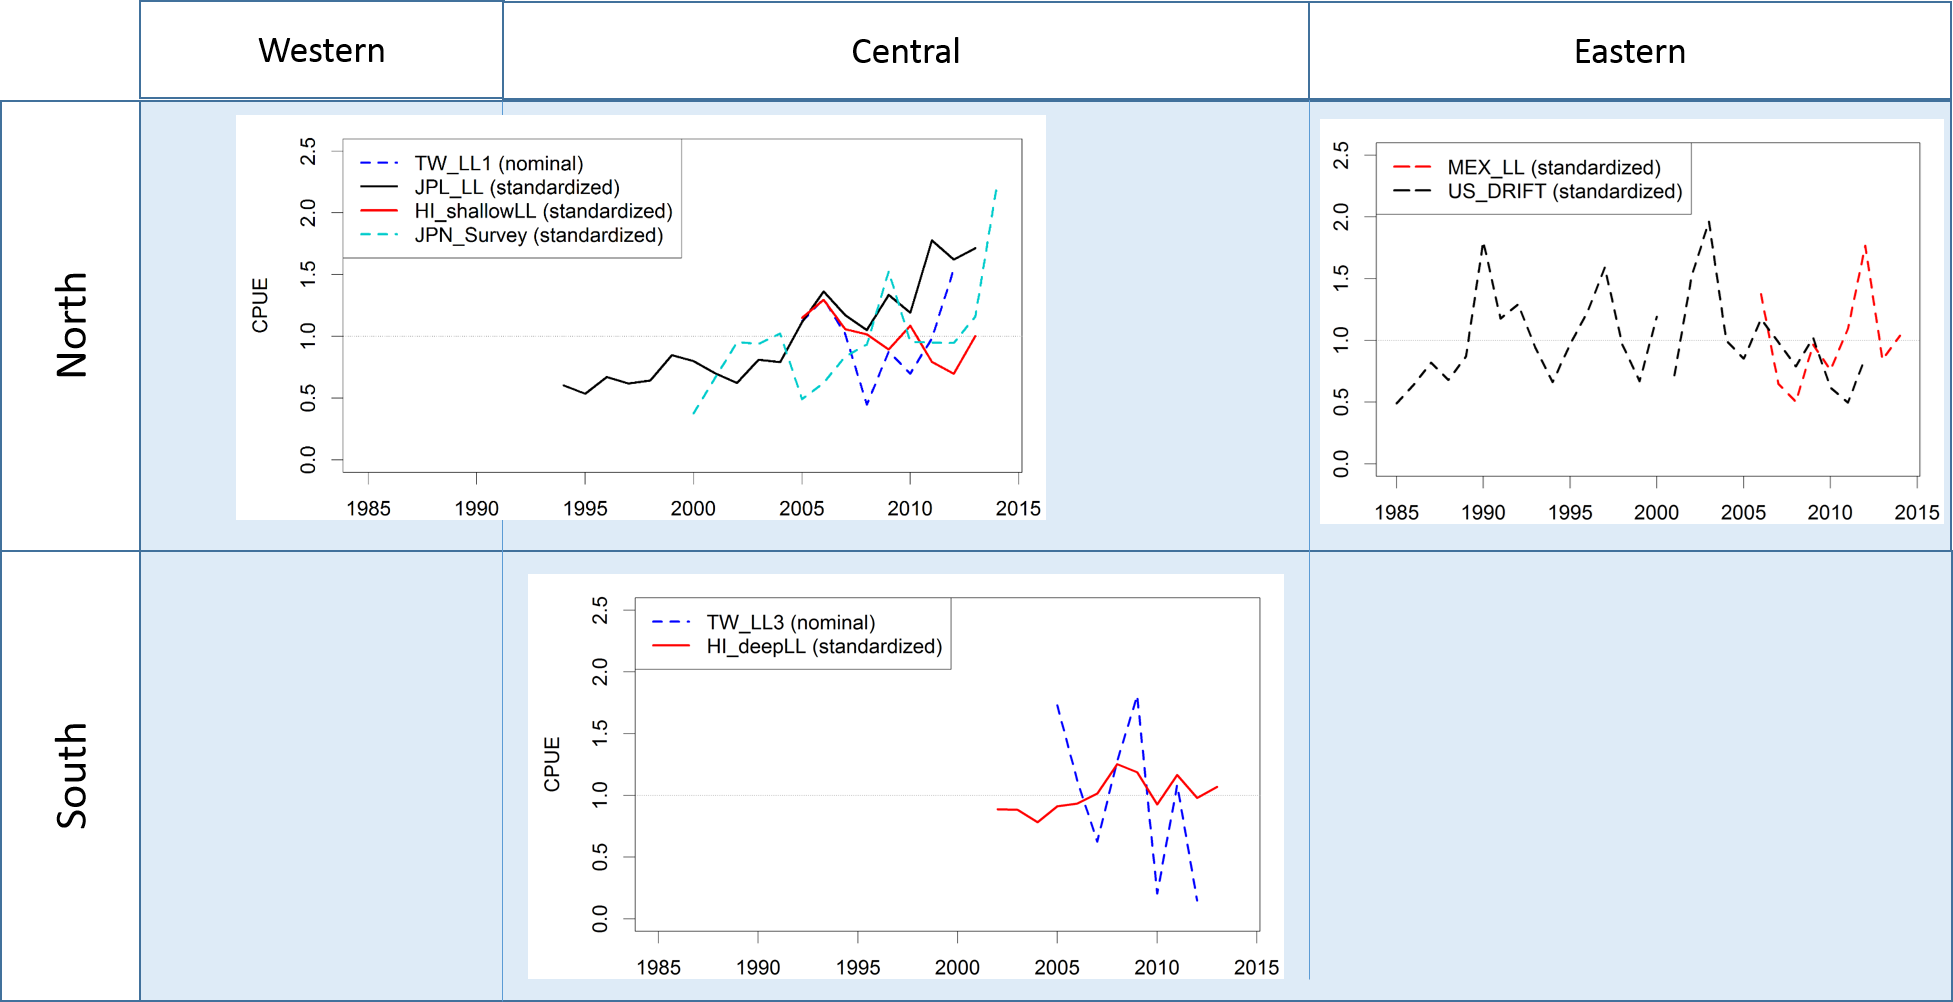 Western
Central
Eastern
North
TW_LL1 (nominal)
JPL_LL (standardized)
HI_shallowLL (standardized)
JPN_Survey (standardized)
CPUE
2.5
2.0
1.5
1.0
0.5
0.0
1985 1990 1995 2000 2005 2010 2015
MEX_LL (standardized)
US_DRIFT (standardized)
2.5
2.0
1.5
1.0
0.5
0.0
1985 1990 1995 2000 2005 2010 2015
South
TW_LL3 (nominal)
HI_deepLL (standardized)
CPUE
2.5
2.0
1.5
1.0
0.5
0.0
1985 1990 1995 2000 2005 2010 2015